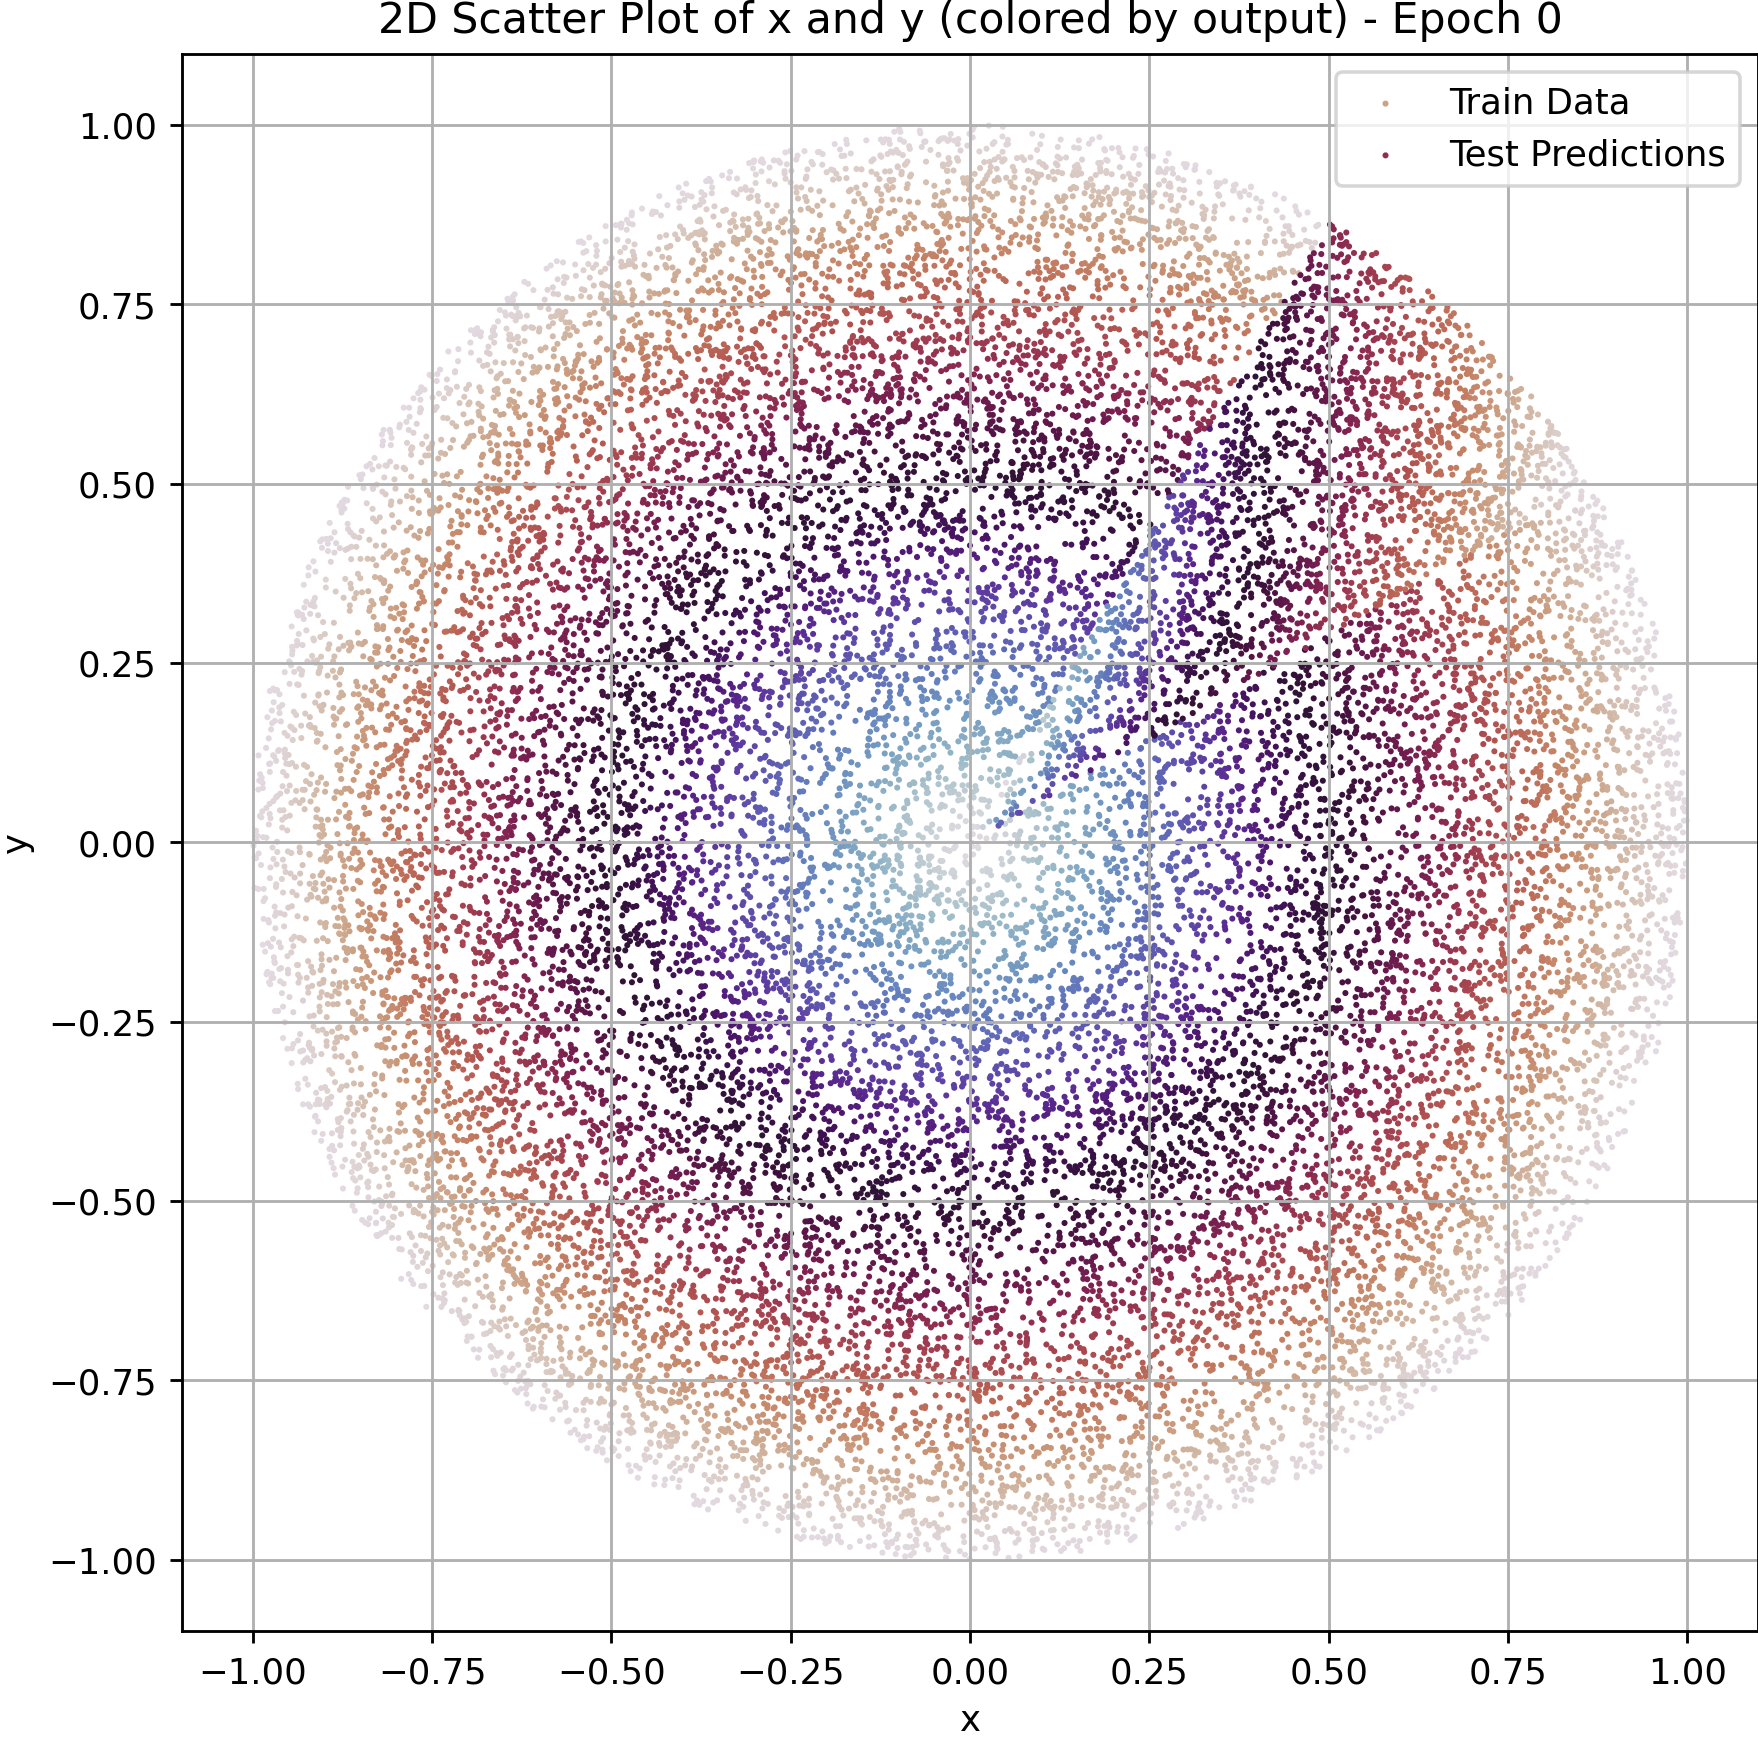 2D Scatter Plot of x and y (colored by output) - Epoch 0
Train Data
Test Predictions
1.00
0.75
0.50
0.25
0.00
−0.25
−0.50
−0.75
−1.00
y
−1.00 −0.75 −0.50 −0.25 0.00 0.25 0.50 0.75 1.00
x